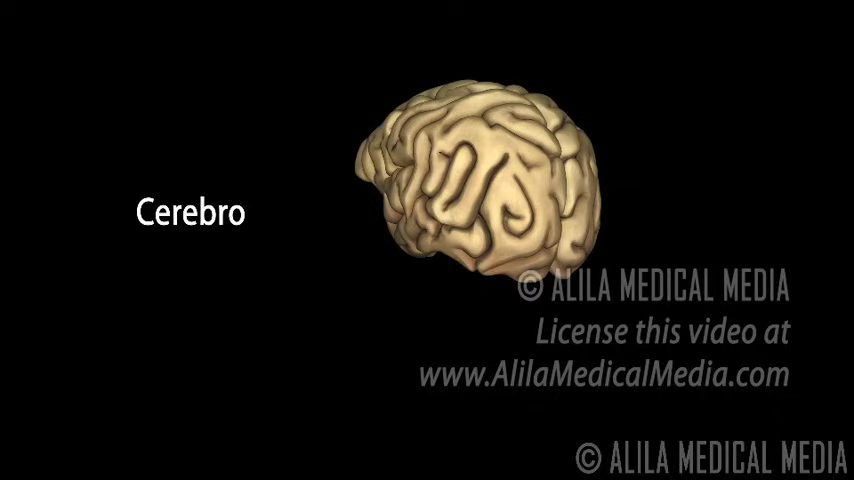 Cerebro
© ALILA MEDICAL MEDIA
License this video at
www.AlilaMedicalMedia.com
© ALILA MEDICAL MEDIA